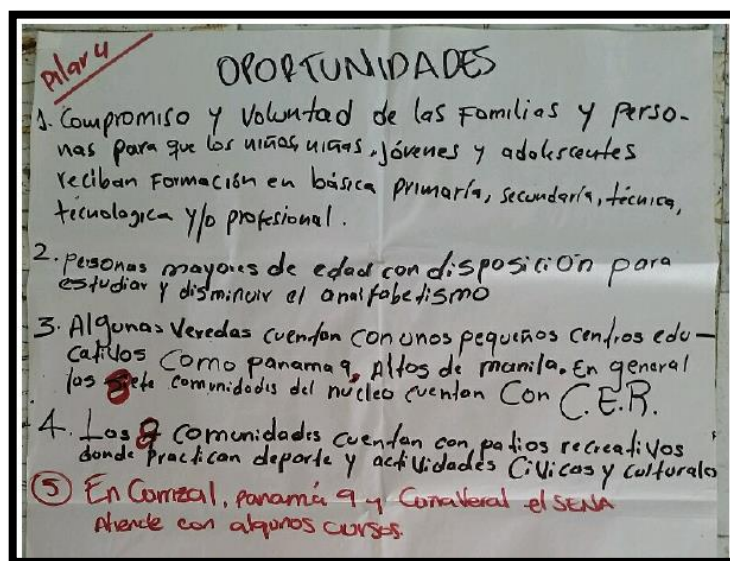 Pilar 4
OPORTUNIDADES
1. Compromiso y voluntad de las Familias y perso-
nas para que los niños, niñas, jóvenes y adolescentes
reciban Formación en básica primaria, secundaria, técnica,
tecnologica y/o profesional.
2. Personas mayores de edad con disposición para
estudiar y disminuir el analfabetismo
3. Algunas Veredas cuentan con unos pequeños centros edu-
cativos como panama 9, Altos de manila. En general
las 8 comunidades del núcleo cuentan con C.E.R.
4. Las 8 comunidades cuentan con patios recreativos
donde practican deporte y actividades Civicas y culturales
5 En Corrazal, panamá 9 y Cañaveral el SENA
Atiende con algunos cursos.